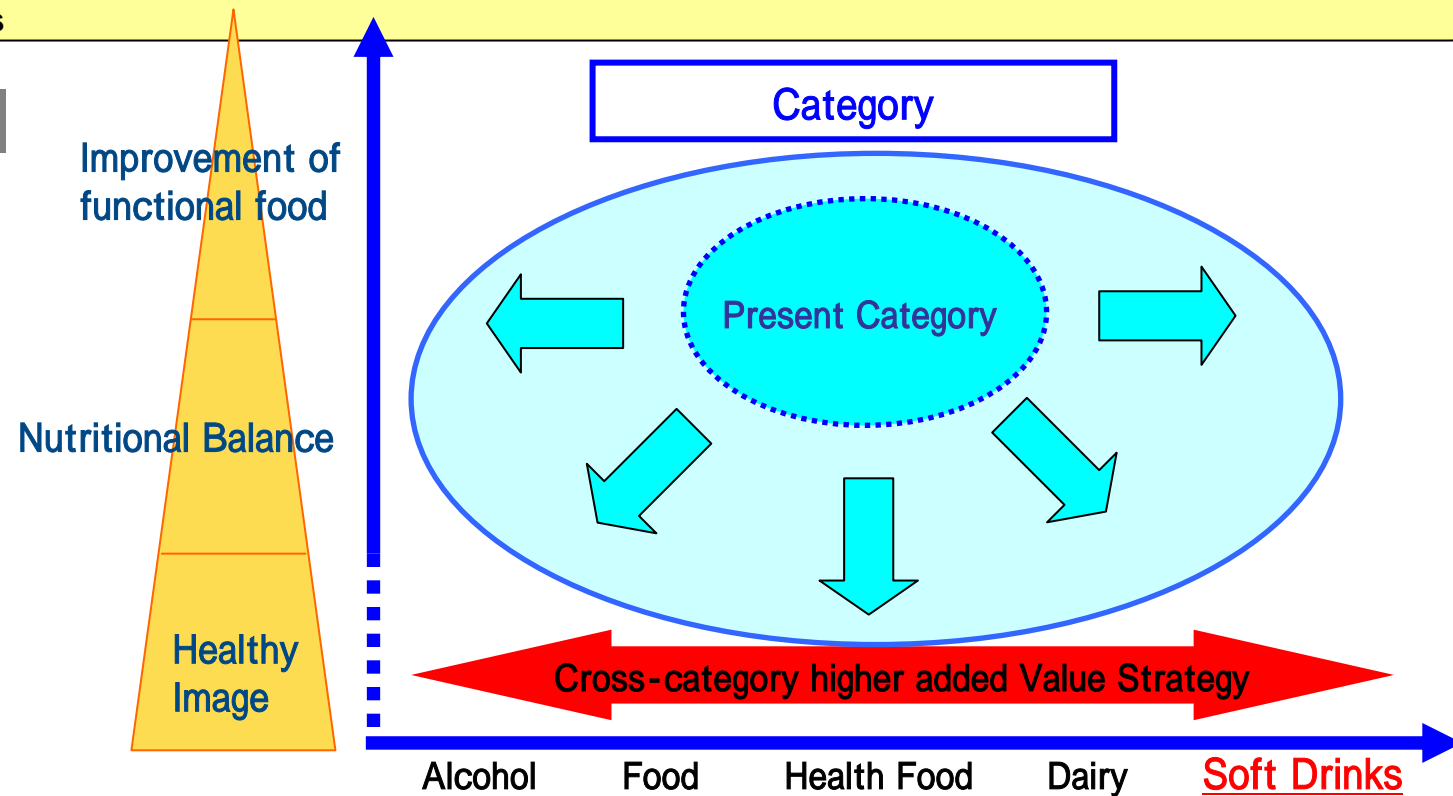 s
Category
Improvement of
functional food
Present Category
Nutritional Balance
Healthy
Image
Cross-category higher added Value Strategy
Alcohol Food Health Food Dairy Soft Drinks